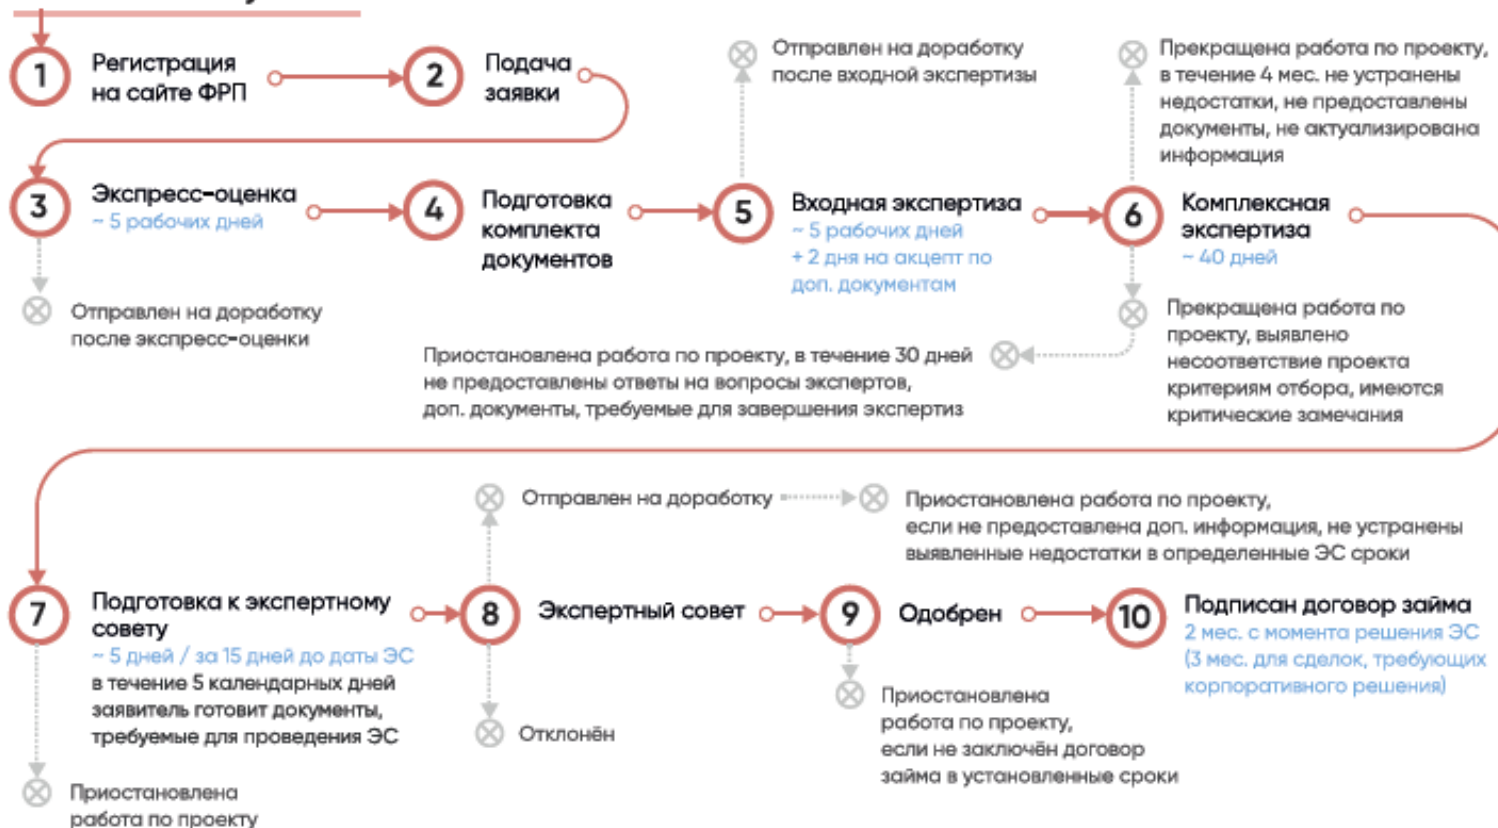 1
Регистрация
на сайте ФРП
2
Подача
заявки
Отправлен на доработку
после входной экспертизы
Прекращена работа по проекту,
в течение 4 мес. не устранены
недостатки, не предоставлены
документы, не актуализирована
информация
3
Экспресс-оценка
~ 5 рабочих дней
4
Подготовка
комплекта
документов
5
Входная экспертиза
~ 5 рабочих дней
+ 2 дня на акцепт по
доп. документам
6
Комплексная
экспертиза
~ 40 дней
Отправлен на доработку
после экспресс-оценки
Приостановлена работа по проекту, в течение 30 дней
не предоставлены ответы на вопросы экспертов,
доп. документы, требуемые для завершения экспертиз
Прекращена работа по
проекту, выявлено
несоответствие проекта
критериям отбора, имеются
критические замечания
Отправлен на доработку
Приостановлена работа по проекту,
если не предоставлена доп. информация, не устранены
выявленные недостатки в определенные ЭС сроки
7
Подготовка к экспертному
совету
~ 5 дней / за 15 дней до даты ЭС
в течение 5 календарных дней
заявитель готовит документы,
требуемые для проведения ЭС
8
Экспертный совет
9
Одобрен
10
Подписан договор займа
2 мес. с момента решения ЭС
(3 мес. для сделок, требующих
корпоративного решения)
Отклонён
Приостановлена
работа по проекту,
если не заключён договор
займа в установленные сроки
Приостановлена
работа по проекту